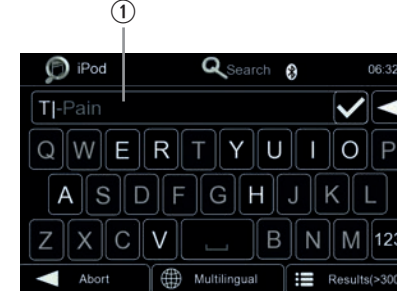 ①
iPod Search 06:32
T|-Pain
Q W E R T Y U I O P
A S D F G H J K L
Z X C V B N M 123
Abort Multilingual Results(>300